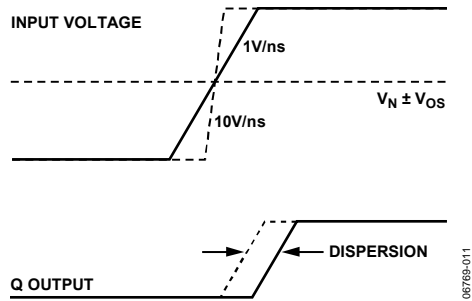 INPUT VOLTAGE
1V/ns
V_N ± V_OS
10V/ns
DISPERSION
Q OUTPUT
06769-011